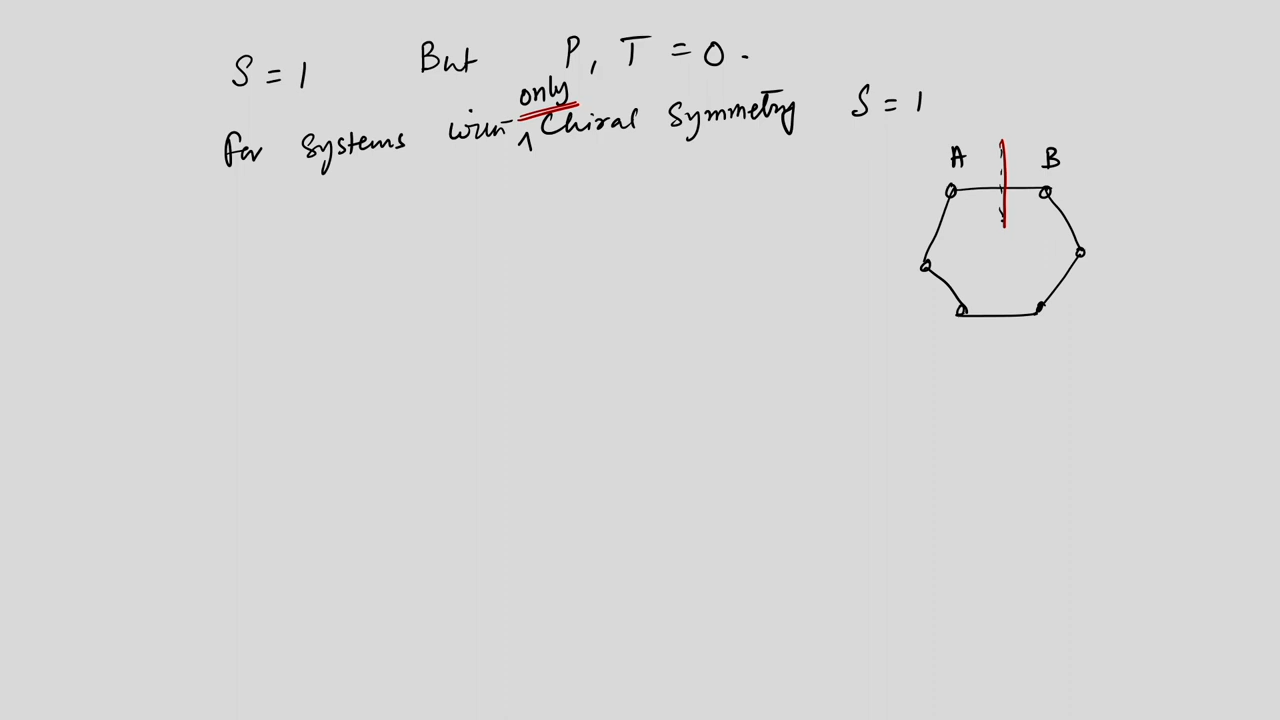 S = 1 But P, T = 0.
only
For systems with ^ Chiral Symmetry S = 1
A B